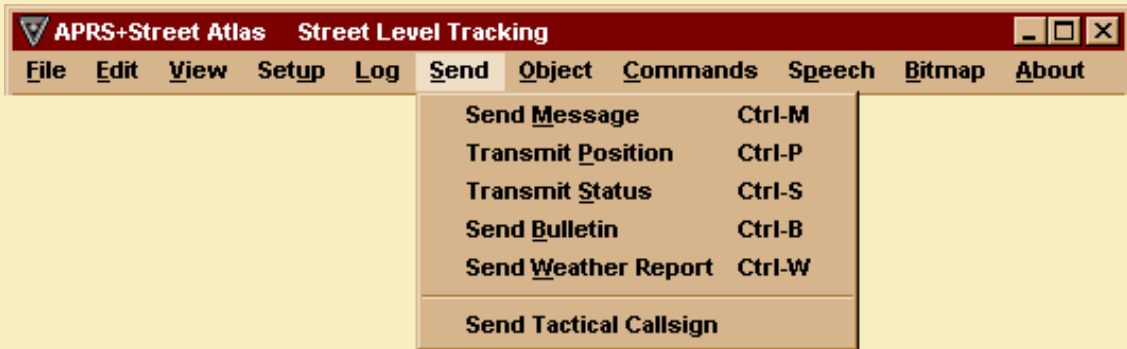 APRS+Street Atlas Street Level Tracking
File Edit View Setup Log Send Object Commands Speech Bitmap About
Send Message Ctrl-M
Transmit Position Ctrl-P
Transmit Status Ctrl-S
Send Bulletin Ctrl-B
Send Weather Report Ctrl-W
Send Tactical Callsign